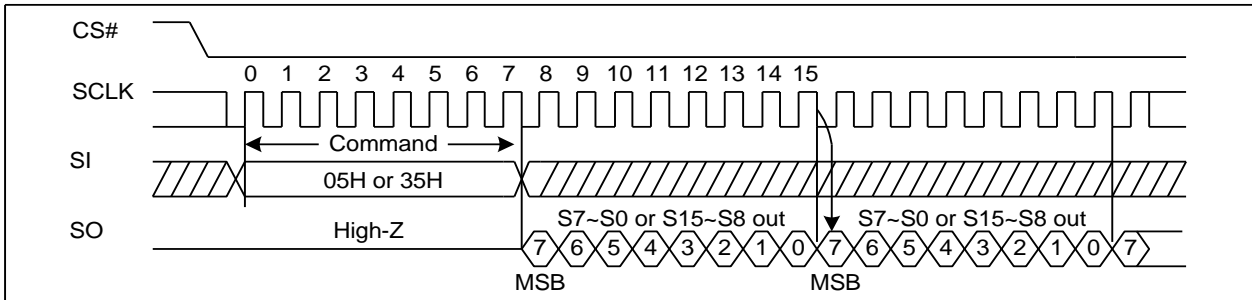 CS#
0 1 2 3 4 5 6 7 8 9 10 11 12 13 14 15
SCLK
Command
SI
05H or 35H
S7~S0 or S15~S8 out S7~S0 or S15~S8 out
SO High-Z
7 6 5 4 3 2 1 0 7 6 5 4 3 2 1 0 7
MSB MSB